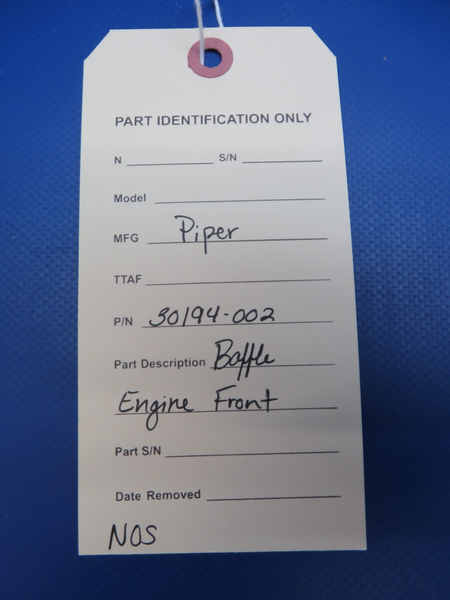 PART IDENTIFICATION ONLY
N S/N
Model
MFG Piper
TTAF
P/N 30194-002
Part Description Baffle
Engine Front
Part S/N
Date Removed
NOS